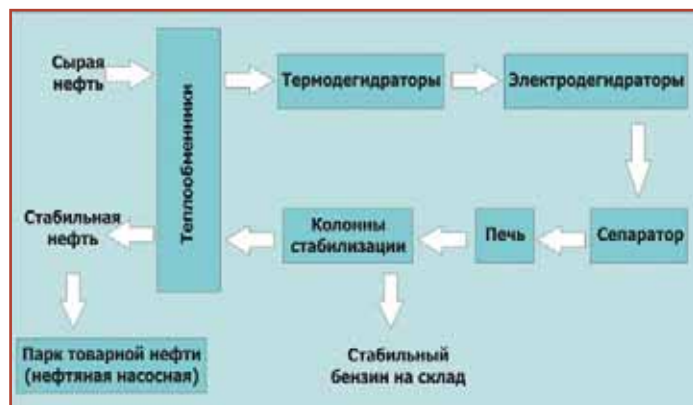 Сырая
нефть
Теплообменники
Термодегидраторы
Электродегидраторы
Стабильная
нефть
Колонны
стабилизации
Печь
Сепаратор
Парк товарной нефти
(нефтяная насосная)
Стабильный
бензин на склад